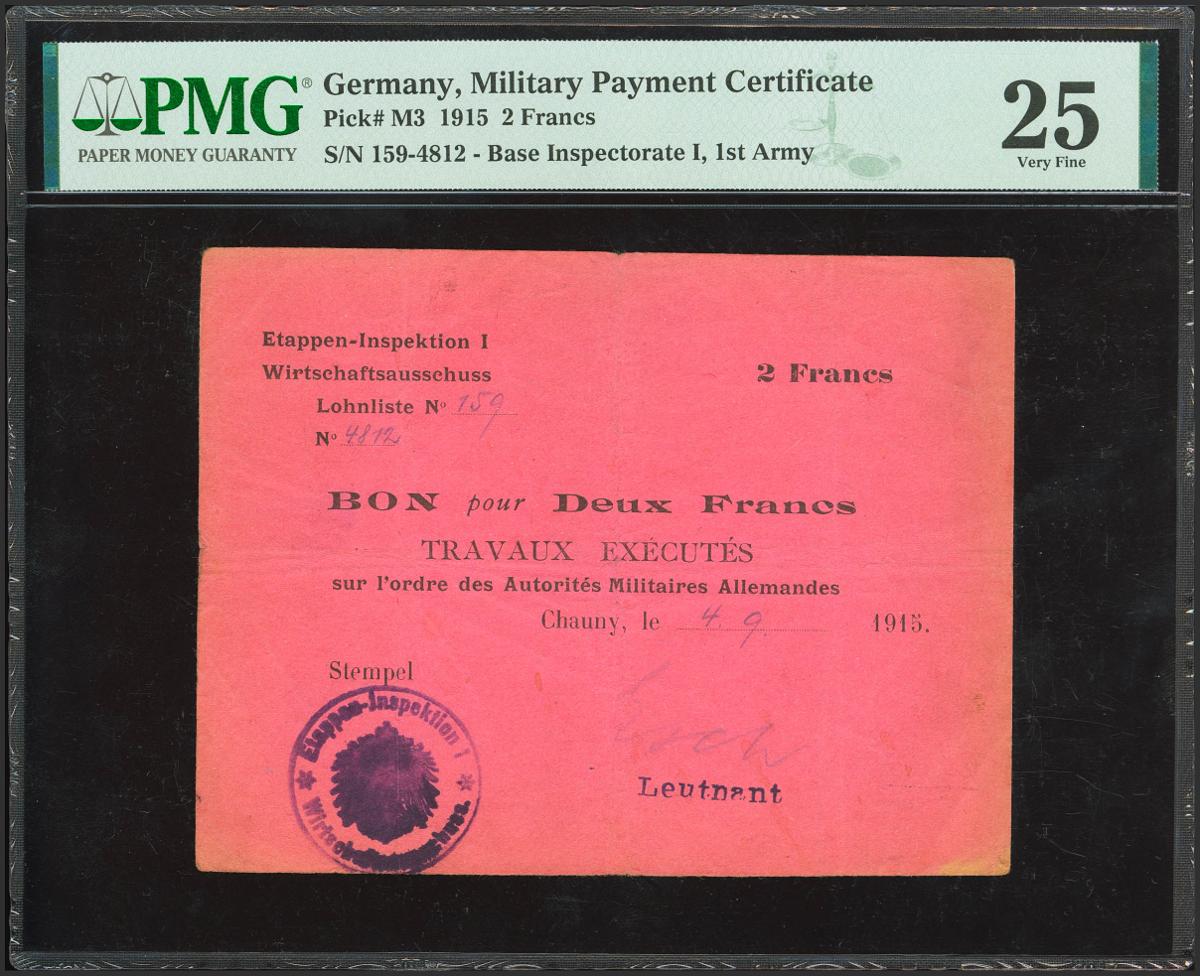 PMG®
PAPER MONEY GUARANTY
Germany, Military Payment Certificate
Pick# M3 1915 2 Francs
S/N 159-4812 - Base Inspectorate I, 1st Army
25
Very Fine
Etappen-Inspektion I
Wirtschaftsausschuss
2 Francs
Lohnliste Nº 159
Nº 4812
BON pour Deux Francs
TRAVAUX EXÉCUTÉS
sur l'ordre des Autorités Militaires Allemandes
Chauny, le 4. 9. 1915.
Stempel
Etappen-Inspektion I
Leutnant